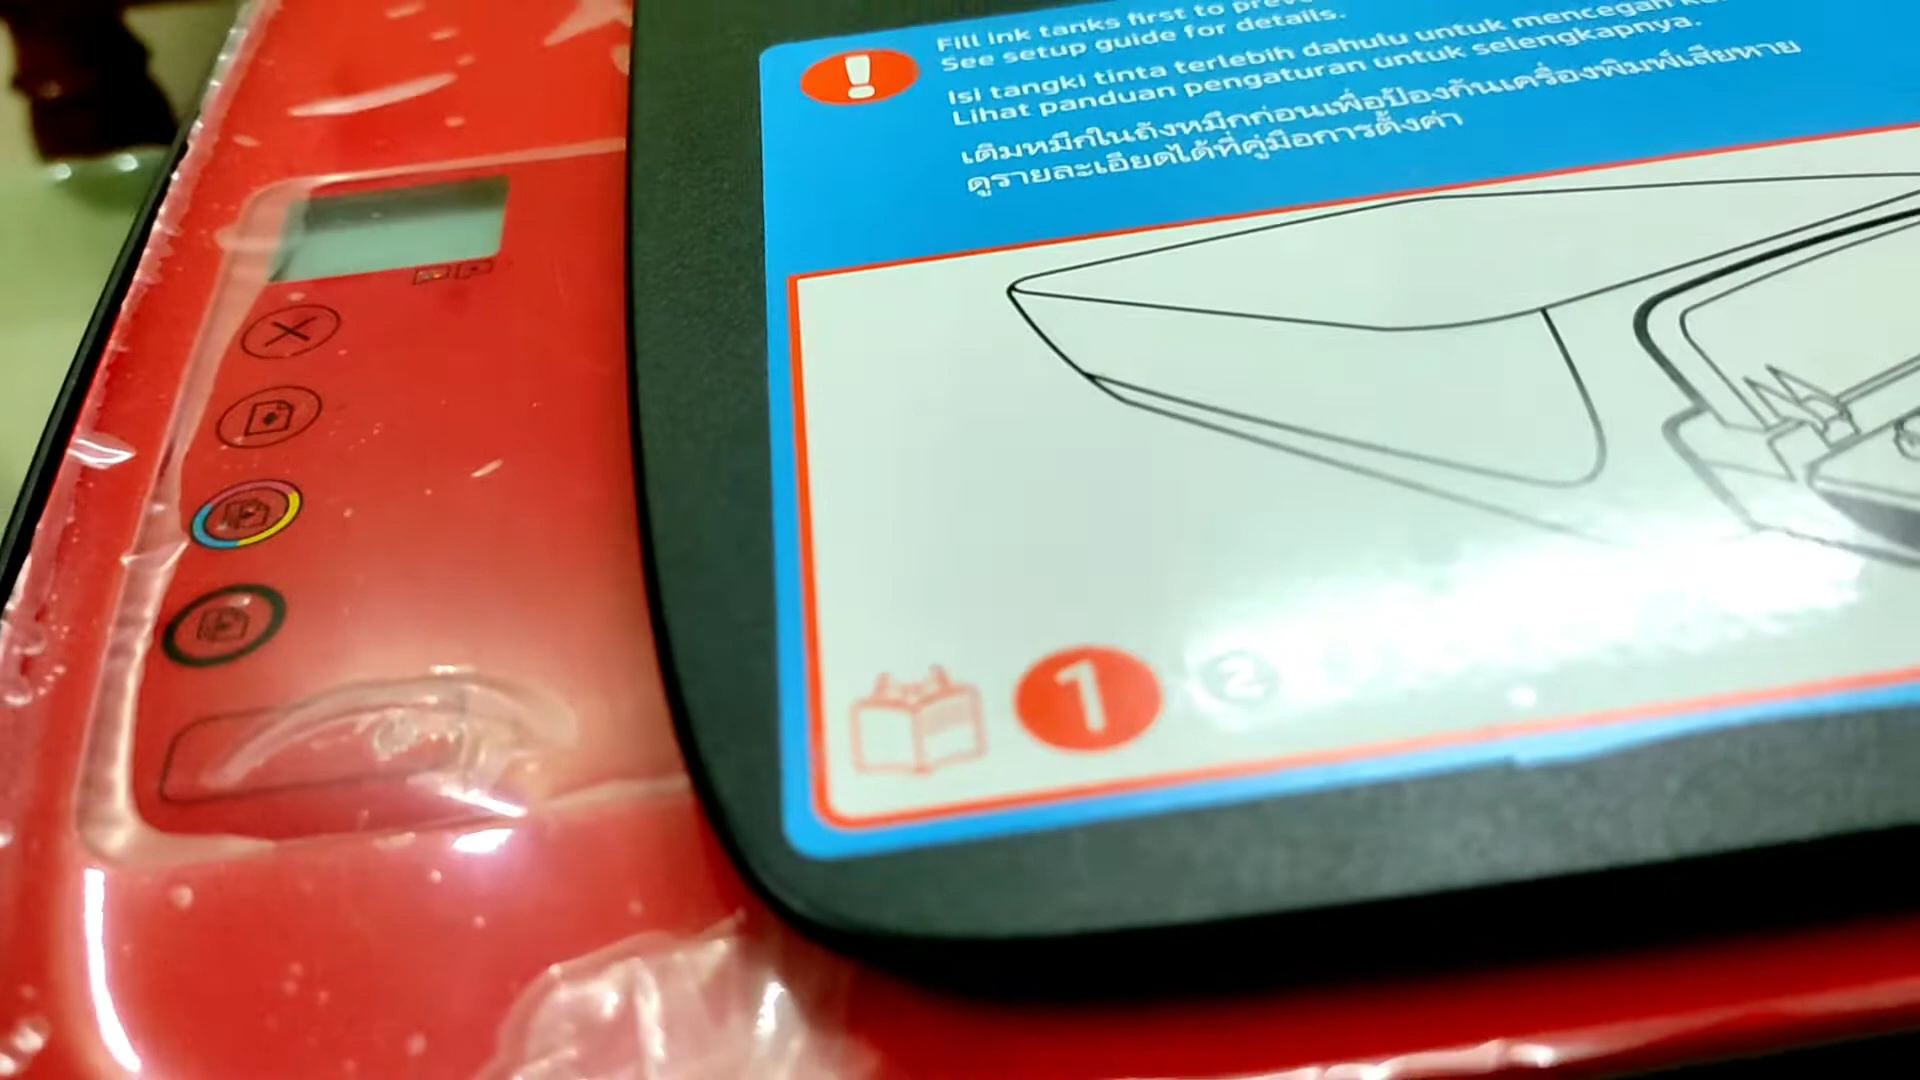 Fill ink tanks first to
See setup guide for details.
Isi tangki tinta terlebih dahulu untuk mencegah
Lihat panduan pengaturan untuk selengkapnya.
เติมหมึกในถังหมึกก่อนเพื่อป้องกันเครื่องพิมพ์เสียหาย
ดูรายละเอียดได้ที่คู่มือการตั้งค่า
1
2